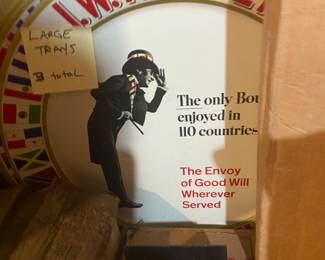 LARGE
TRAYS
3 total
The only Bou
enjoyed in
110 countries
The Envoy
of Good Will
Wherever
Served